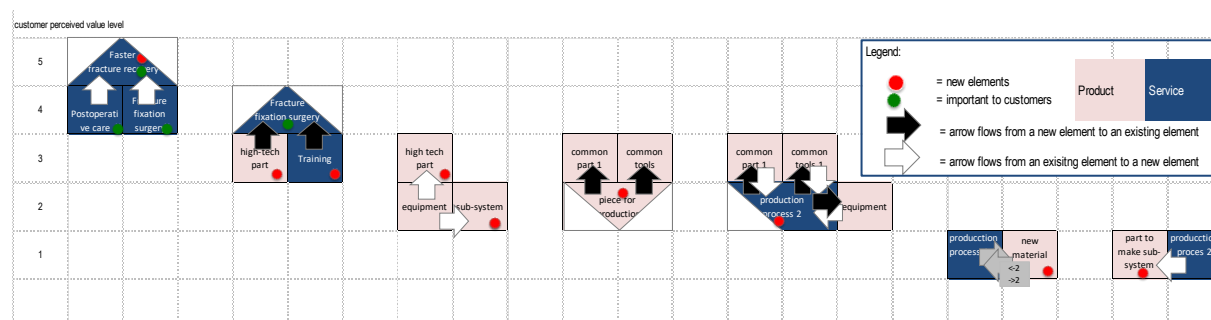 customer perceived value level
5
4
3
2
1
Faster
fracture recovery
Postoperati
ve care
Fracture
fixation
surgery
Fracture
fixation surgery
high-tech
part
Training
high tech
part
equipment
sub-system
common
part 1
common
tools
piece for
production
common
part 1
common
tools 1
production
process 2
equipment
producction
process
new
material
<-2
->2
part to
make sub-
system
producctio
proces 2
Legend:
= new elements
= important to customers
= arrow flows from a new element to an existing element
= arrow flows from an exisitng element to a new element
Product
Service